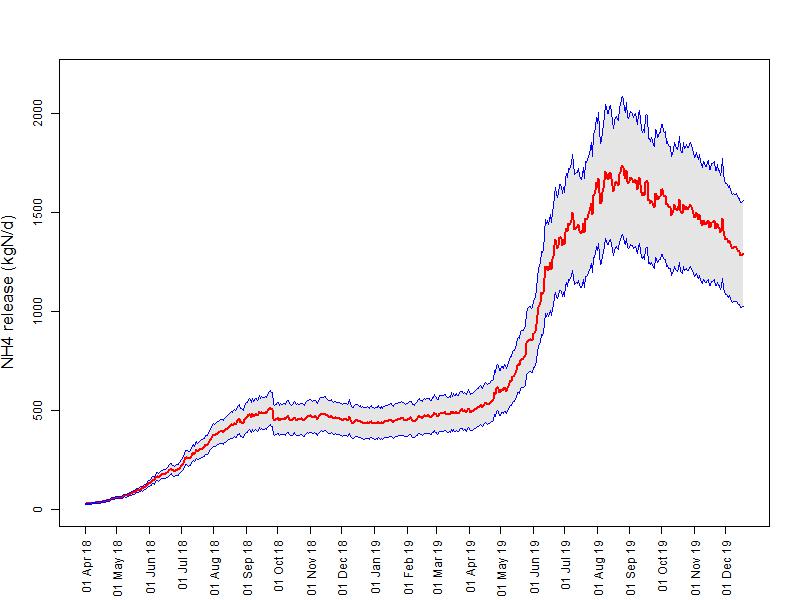 NH4 release (kgN/d)
2000
1500
1000
500
0
01 Apr 18
01 May 18
01 Jun 18
01 Jul 18
01 Aug 18
01 Sep 18
01 Oct 18
01 Nov 18
01 Dec 18
01 Jan 19
01 Feb 19
01 Mar 19
01 Apr 19
01 May 19
01 Jun 19
01 Jul 19
01 Aug 19
01 Sep 19
01 Oct 19
01 Nov 19
01 Dec 19